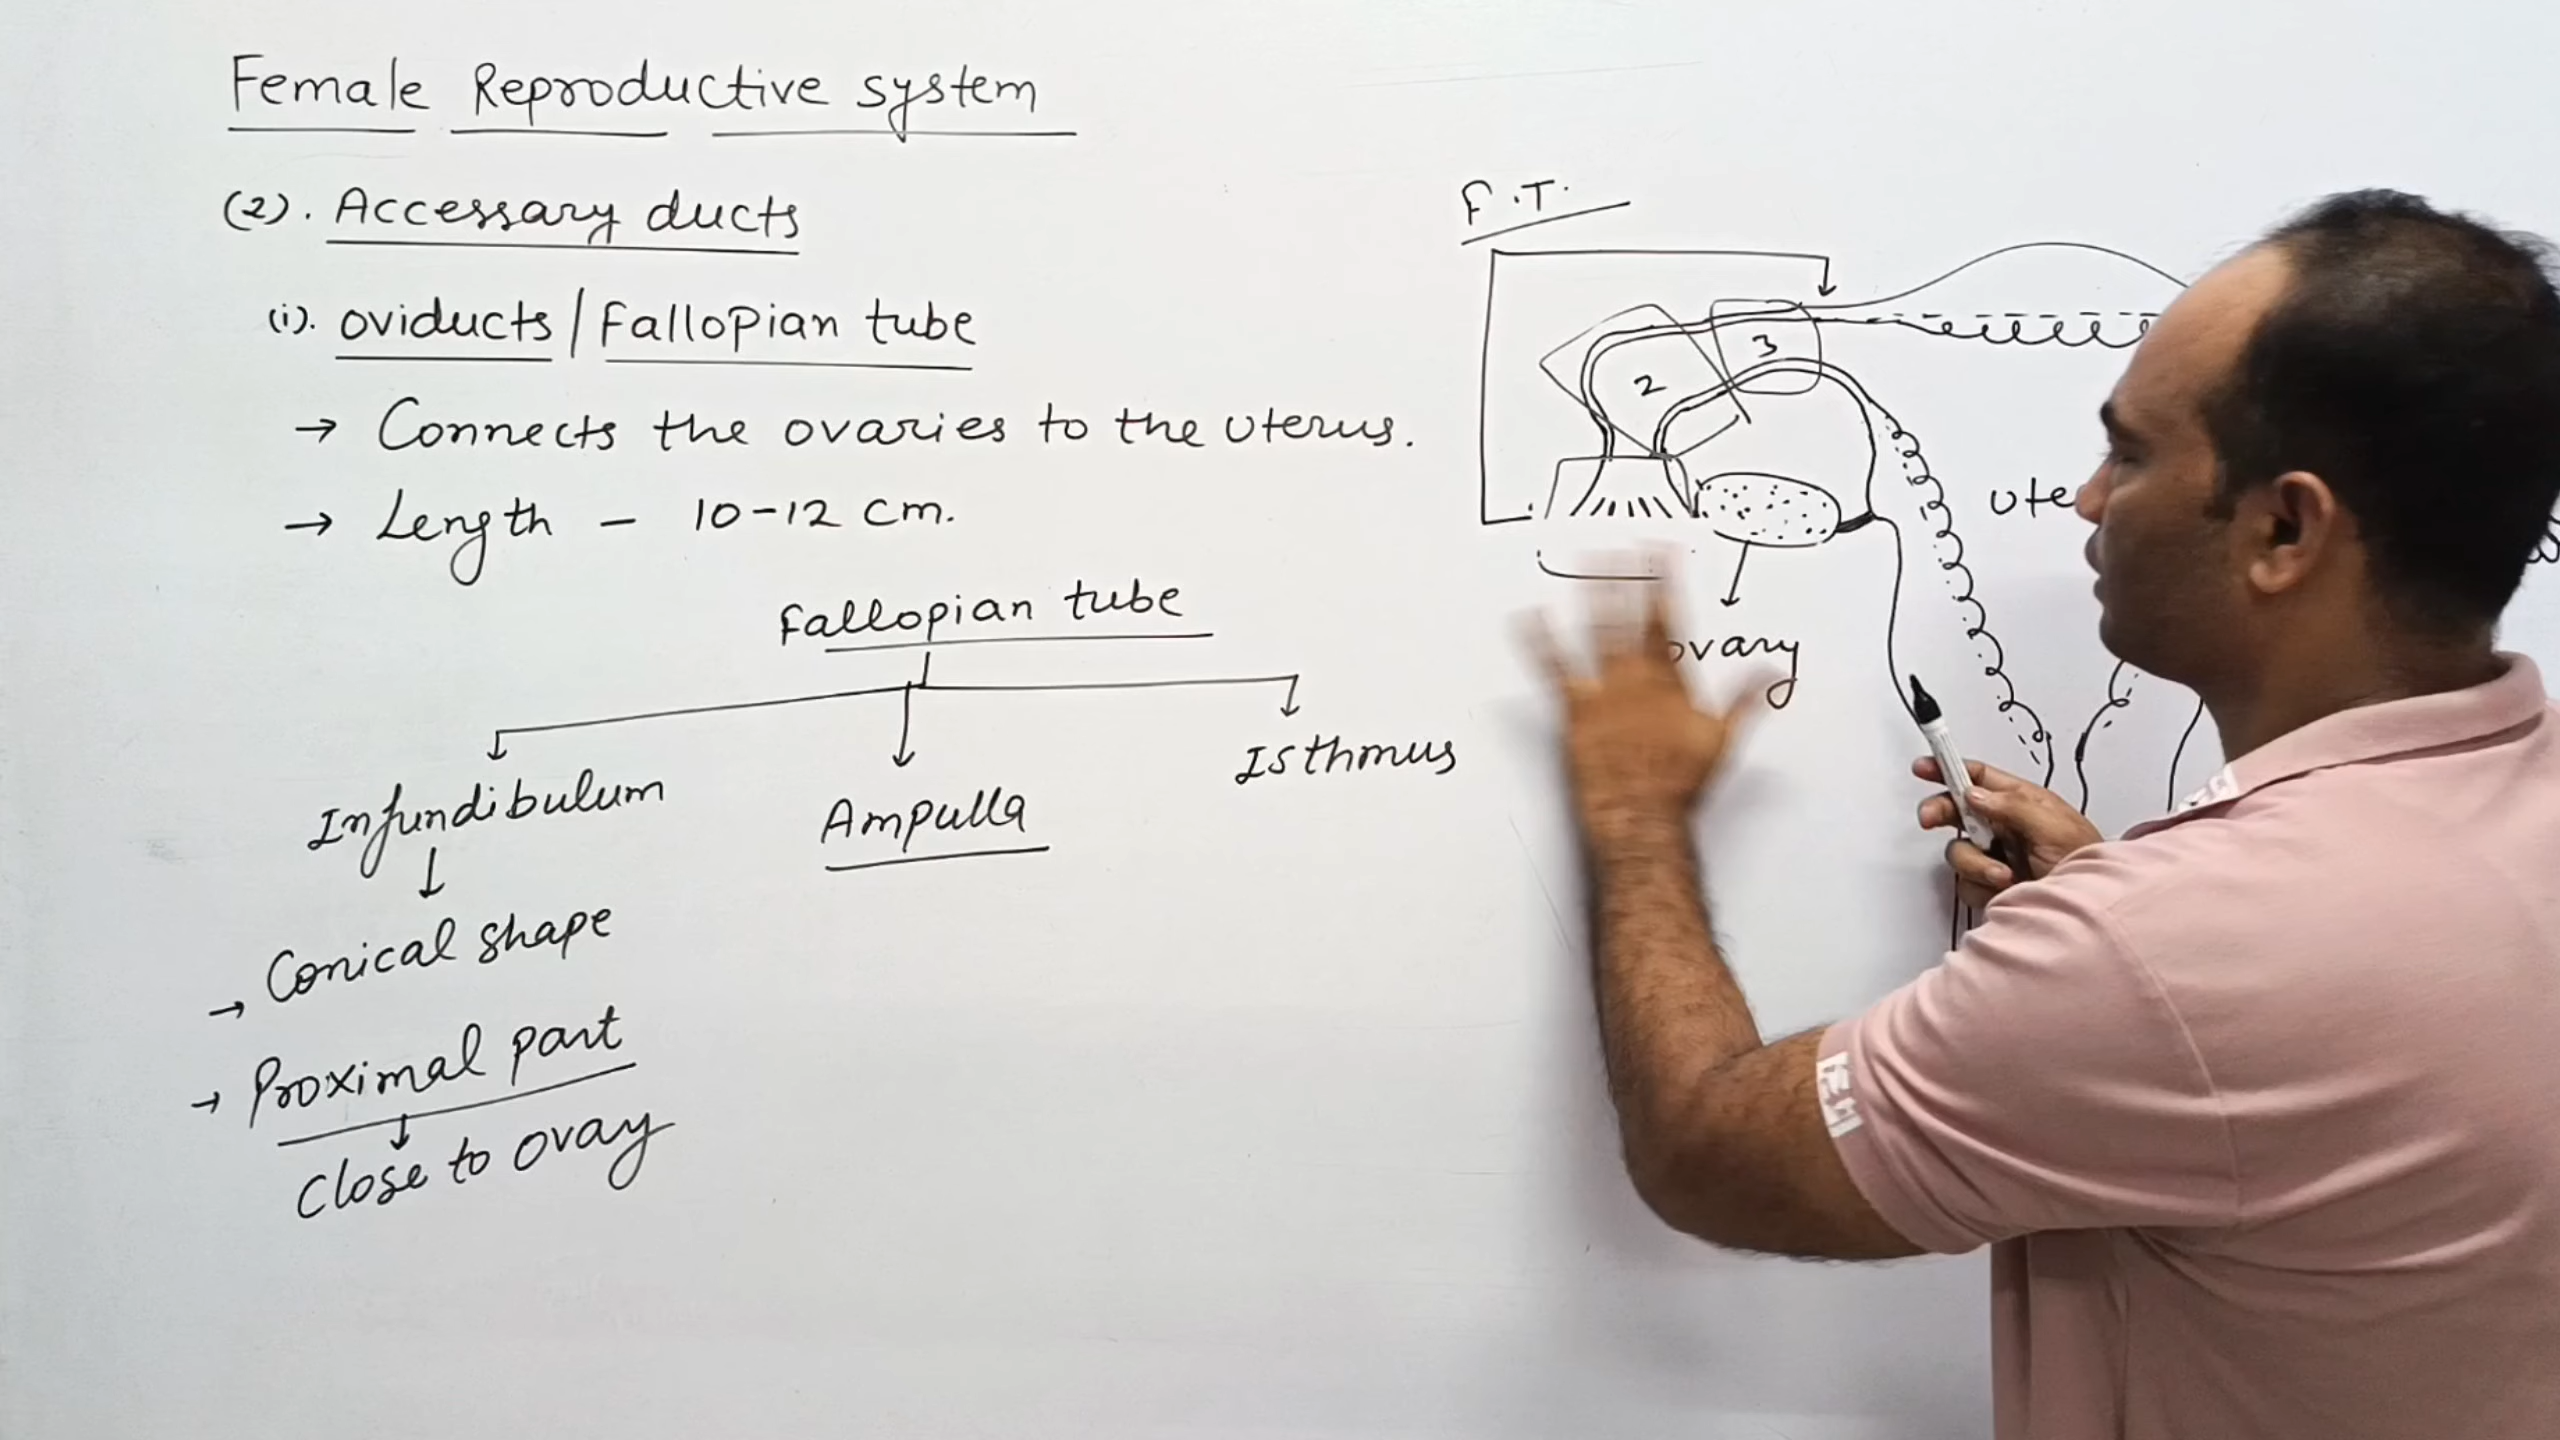 Female Reproductive system
(2). Accessary ducts
(i). oviducts / Fallopian tube
→ Connects the ovaries to the uterus.
→ Length - 10-12 cm.
Fallopian tube
Infundibulum
Ampulla
Isthmus
↓
→ Conical shape
→ Proximal part
↓
close to ovay
F.T.
3
2
ute
ovary